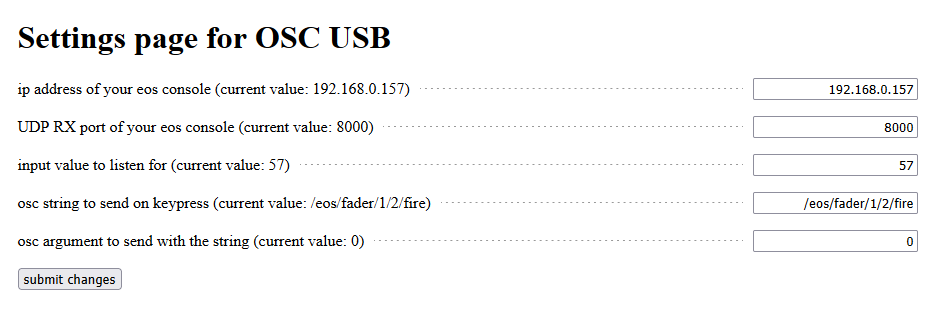 Settings page for OSC USB
ip address of your eos console (current value: 192.168.0.157) 192.168.0.157
UDP RX port of your eos console (current value: 8000) 8000
input value to listen for (current value: 57) 57
osc string to send on keypress (current value: /eos/fader/1/2/fire) /eos/fader/1/2/fire
osc argument to send with the string (current value: 0) 0
submit changes